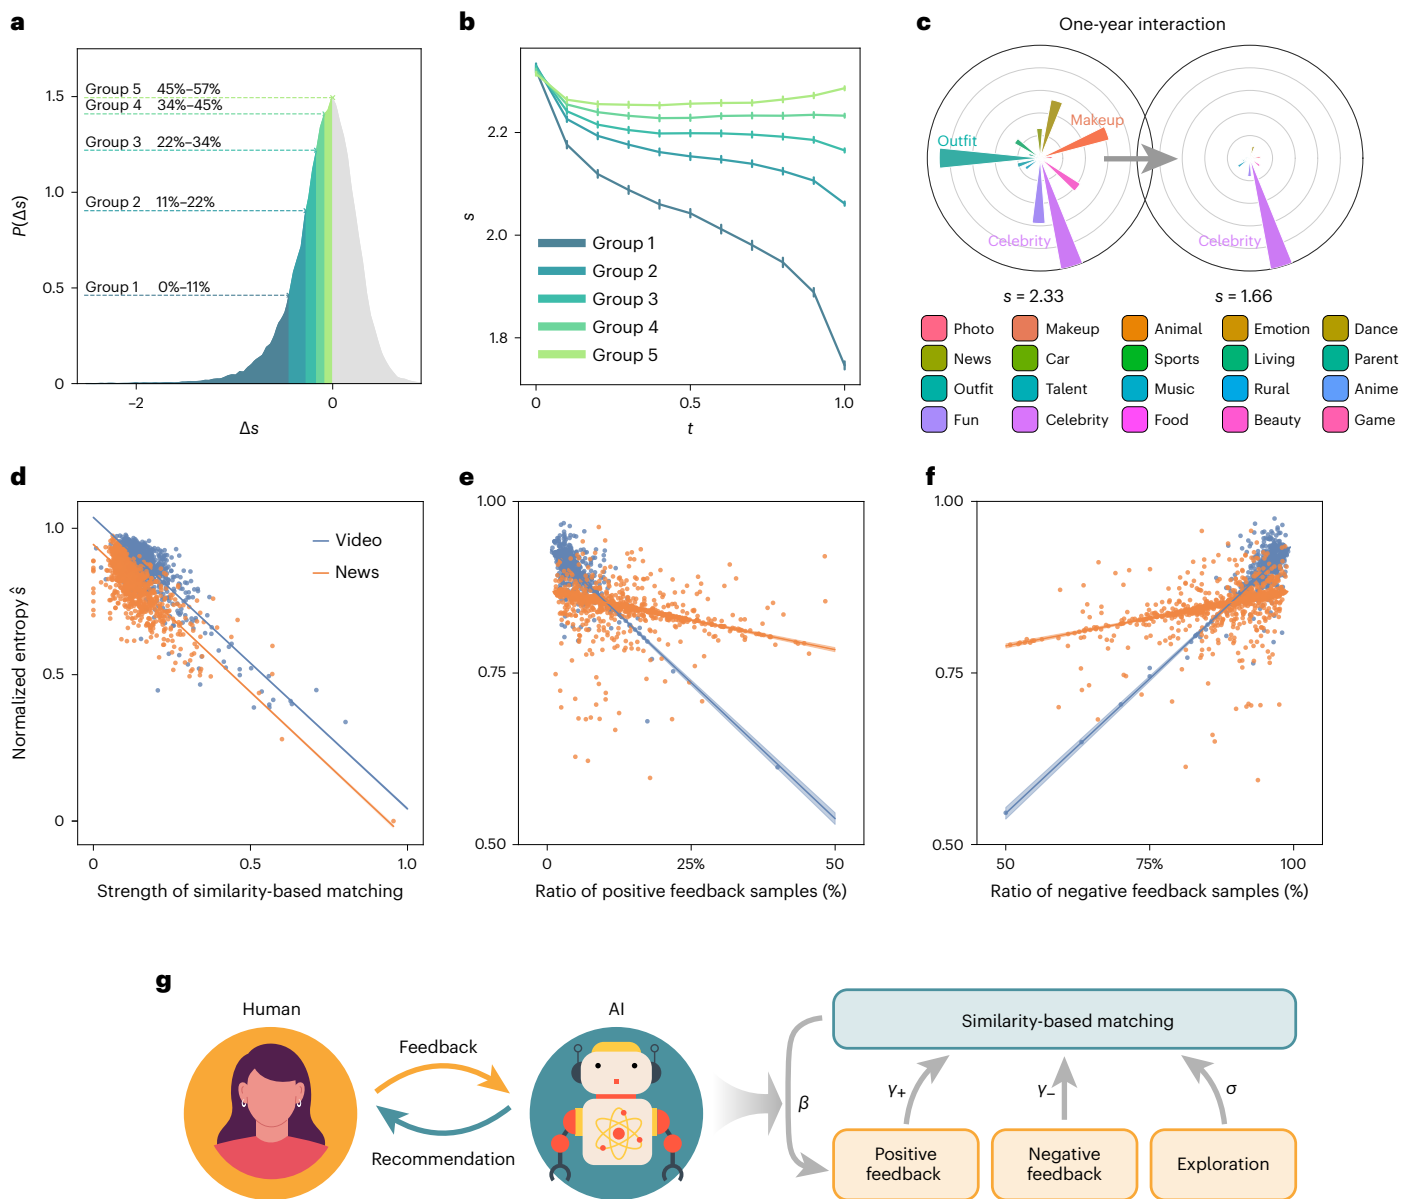 a
1.5
1.0
0.5
0
P(Δs)
Group 5 45%–57%
Group 4 34%–45%
Group 3 22%–34%
Group 2 11%–22%
Group 1 0%–11%
–2
0
Δs
b
2.2
2.0
1.8
s
Group 1
Group 2
Group 3
Group 4
Group 5
0
0.5
1.0
t
c
One-year interaction
Outfit
Makeup
Celebrity
Celebrity
s = 2.33
s = 1.66
Photo Makeup Animal Emotion Dance
News Car Sports Living Parent
Outfit Talent Music Rural Anime
Fun Celebrity Food Beauty Game
d
1.0
0.5
0
Normalized entropy ŝ
Video
News
0
0.5
1.0
Strength of similarity-based matching
e
1.00
0.75
0.50
0
25%
50
Ratio of positive feedback samples (%)
f
1.00
0.75
0.50
50
75%
100
Ratio of negative feedback samples (%)
g
Human
AI
Feedback
Recommendation
β
Similarity-based matching
γ+
γ−
σ
Positive
feedback
Negative
feedback
Exploration